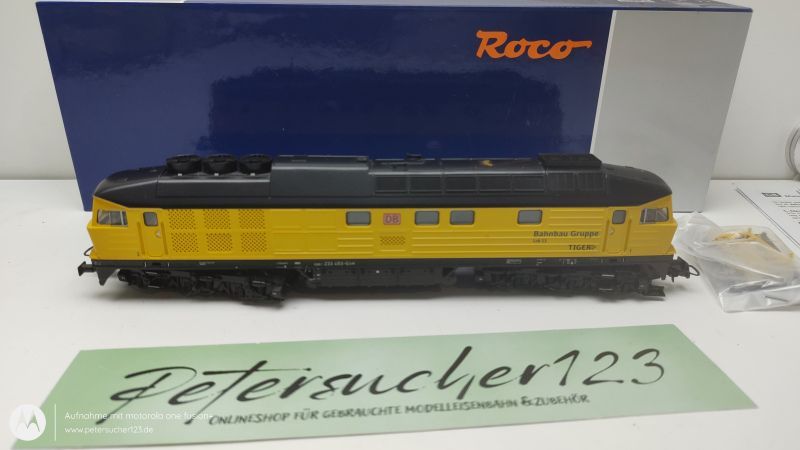 Roco
DB
Bahnbau Gruppe
TIGER
Petersucher123
ONLINESHOP FÜR GEBRAUCHTE MODELLEISENBAHN & ZUBEHÖR.
Aufnahme mit motorola one fusion+
www.petersucher123.de